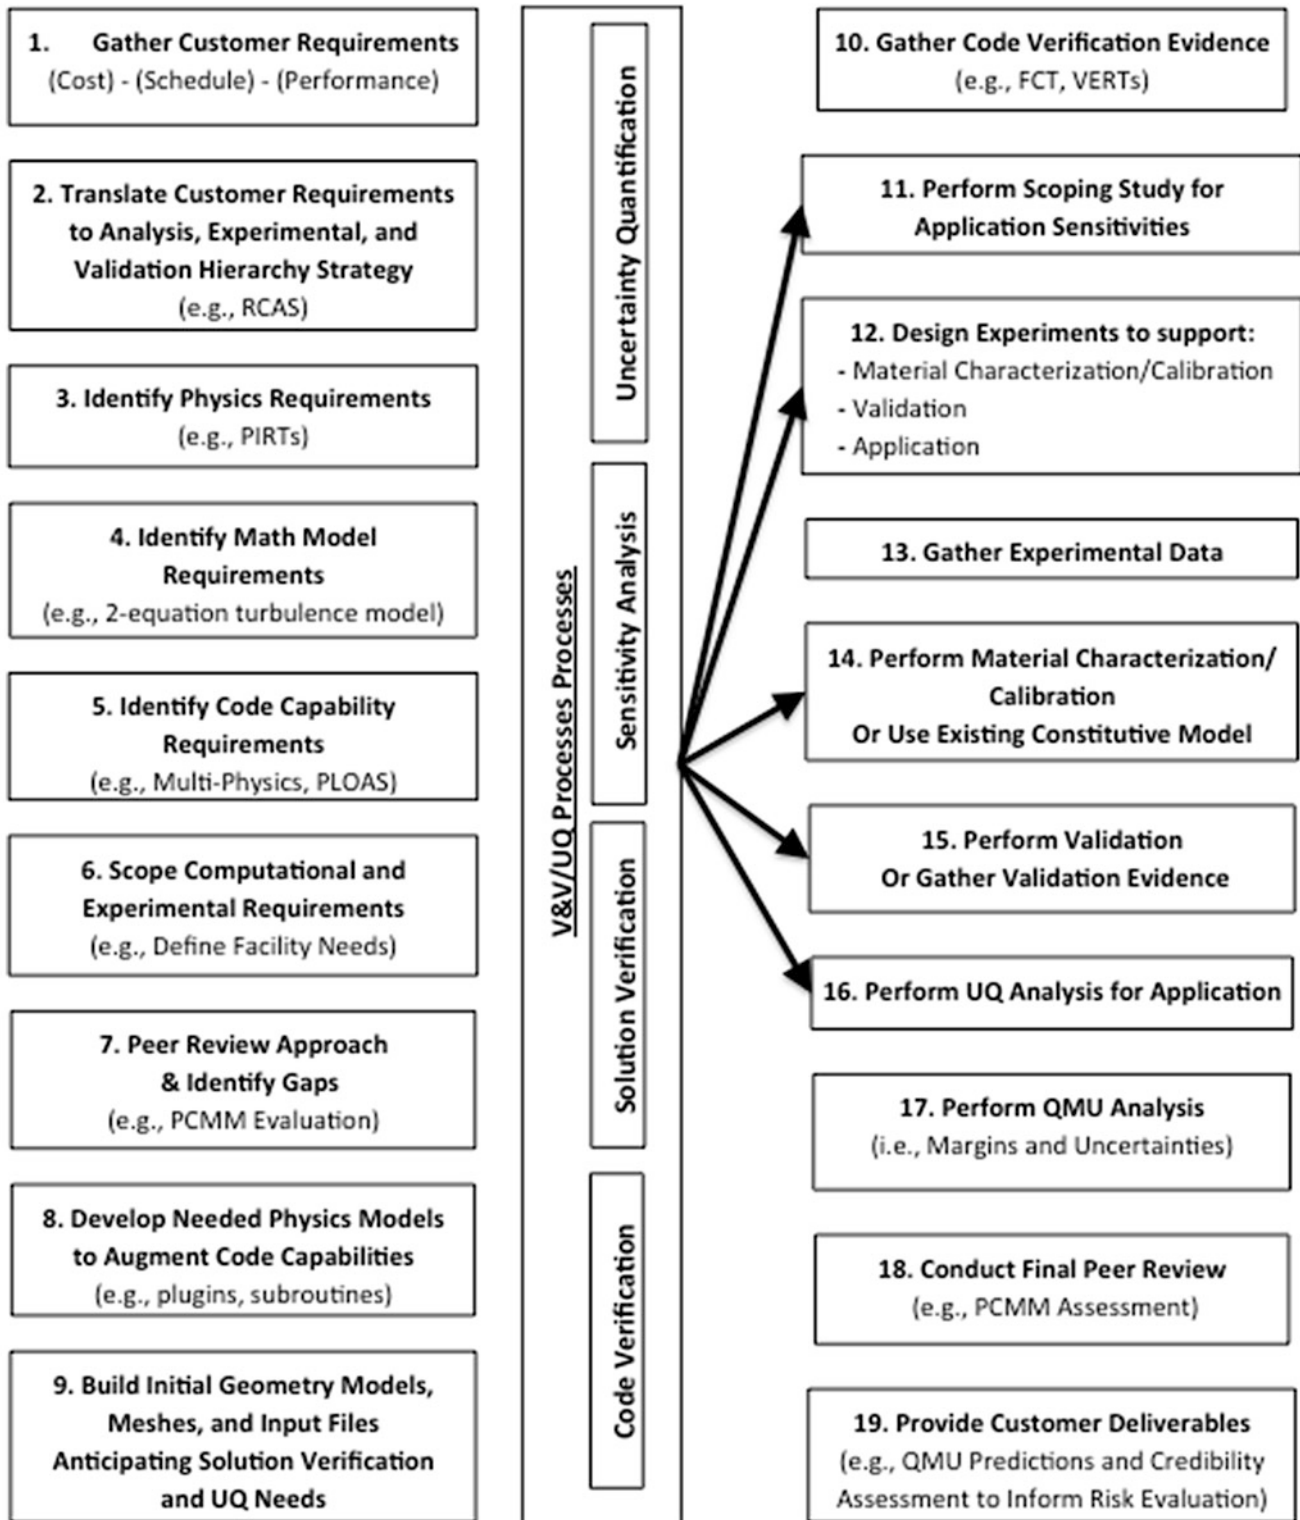 1. Gather Customer Requirements
(Cost) - (Schedule) - (Performance)
2. Translate Customer Requirements
to Analysis, Experimental, and
Validation Hierarchy Strategy
(e.g., RCAS)
3. Identify Physics Requirements
(e.g., PIRTs)
4. Identify Math Model
Requirements
(e.g., 2-equation turbulence model)
5. Identify Code Capability
Requirements
(e.g., Multi-Physics, PLOAS)
6. Scope Computational and
Experimental Requirements
(e.g., Define Facility Needs)
7. Peer Review Approach
& Identify Gaps
(e.g., PCMM Evaluation)
8. Develop Needed Physics Models
to Augment Code Capabilities
(e.g., plugins, subroutines)
9. Build Initial Geometry Models,
Meshes, and Input Files
Anticipating Solution Verification
and UQ Needs
V&V/UQ Processes Processes
Uncertainty Quantification
Sensitivity Analysis
Solution Verification
Code Verification
10. Gather Code Verification Evidence
(e.g., FCT, VERTs)
11. Perform Scoping Study for
Application Sensitivities
12. Design Experiments to support:
- Material Characterization/Calibration
- Validation
- Application
13. Gather Experimental Data
14. Perform Material Characterization/
Calibration
Or Use Existing Constitutive Model
15. Perform Validation
Or Gather Validation Evidence
16. Perform UQ Analysis for Application
17. Perform QMU Analysis
(i.e., Margins and Uncertainties)
18. Conduct Final Peer Review
(e.g., PCMM Assessment)
19. Provide Customer Deliverables
(e.g., QMU Predictions and Credibility
Assessment to Inform Risk Evaluation)